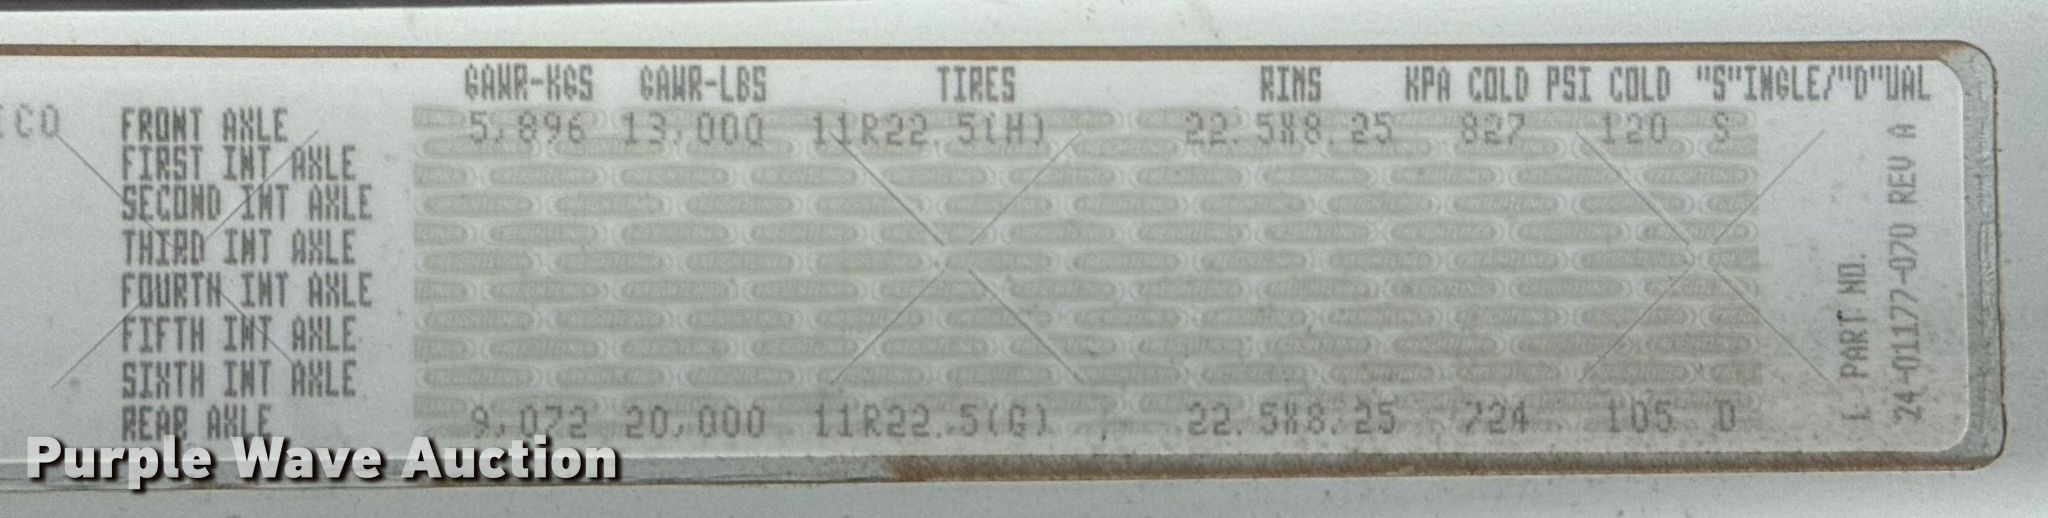 GAWR-KGS GAWR-LBS TIRES RIMS KPA COLD PSI COLD "S"INGLE/"D"UAL
ICO FRONT AXLE 5,896 13,000 11R22.5(H) 22.5X8.25 827 120 S
FIRST INT AXLE
SECOND INT AXLE
THIRD INT AXLE
FOURTH INT AXLE
FIFTH INT AXLE
SIXTH INT AXLE
REAR AXLE 9,072 20,000 11R22.5(G) 22.5X8.25 724 105 D
L PART NO.
24-01177-070 REV A
Purple Wave Auction